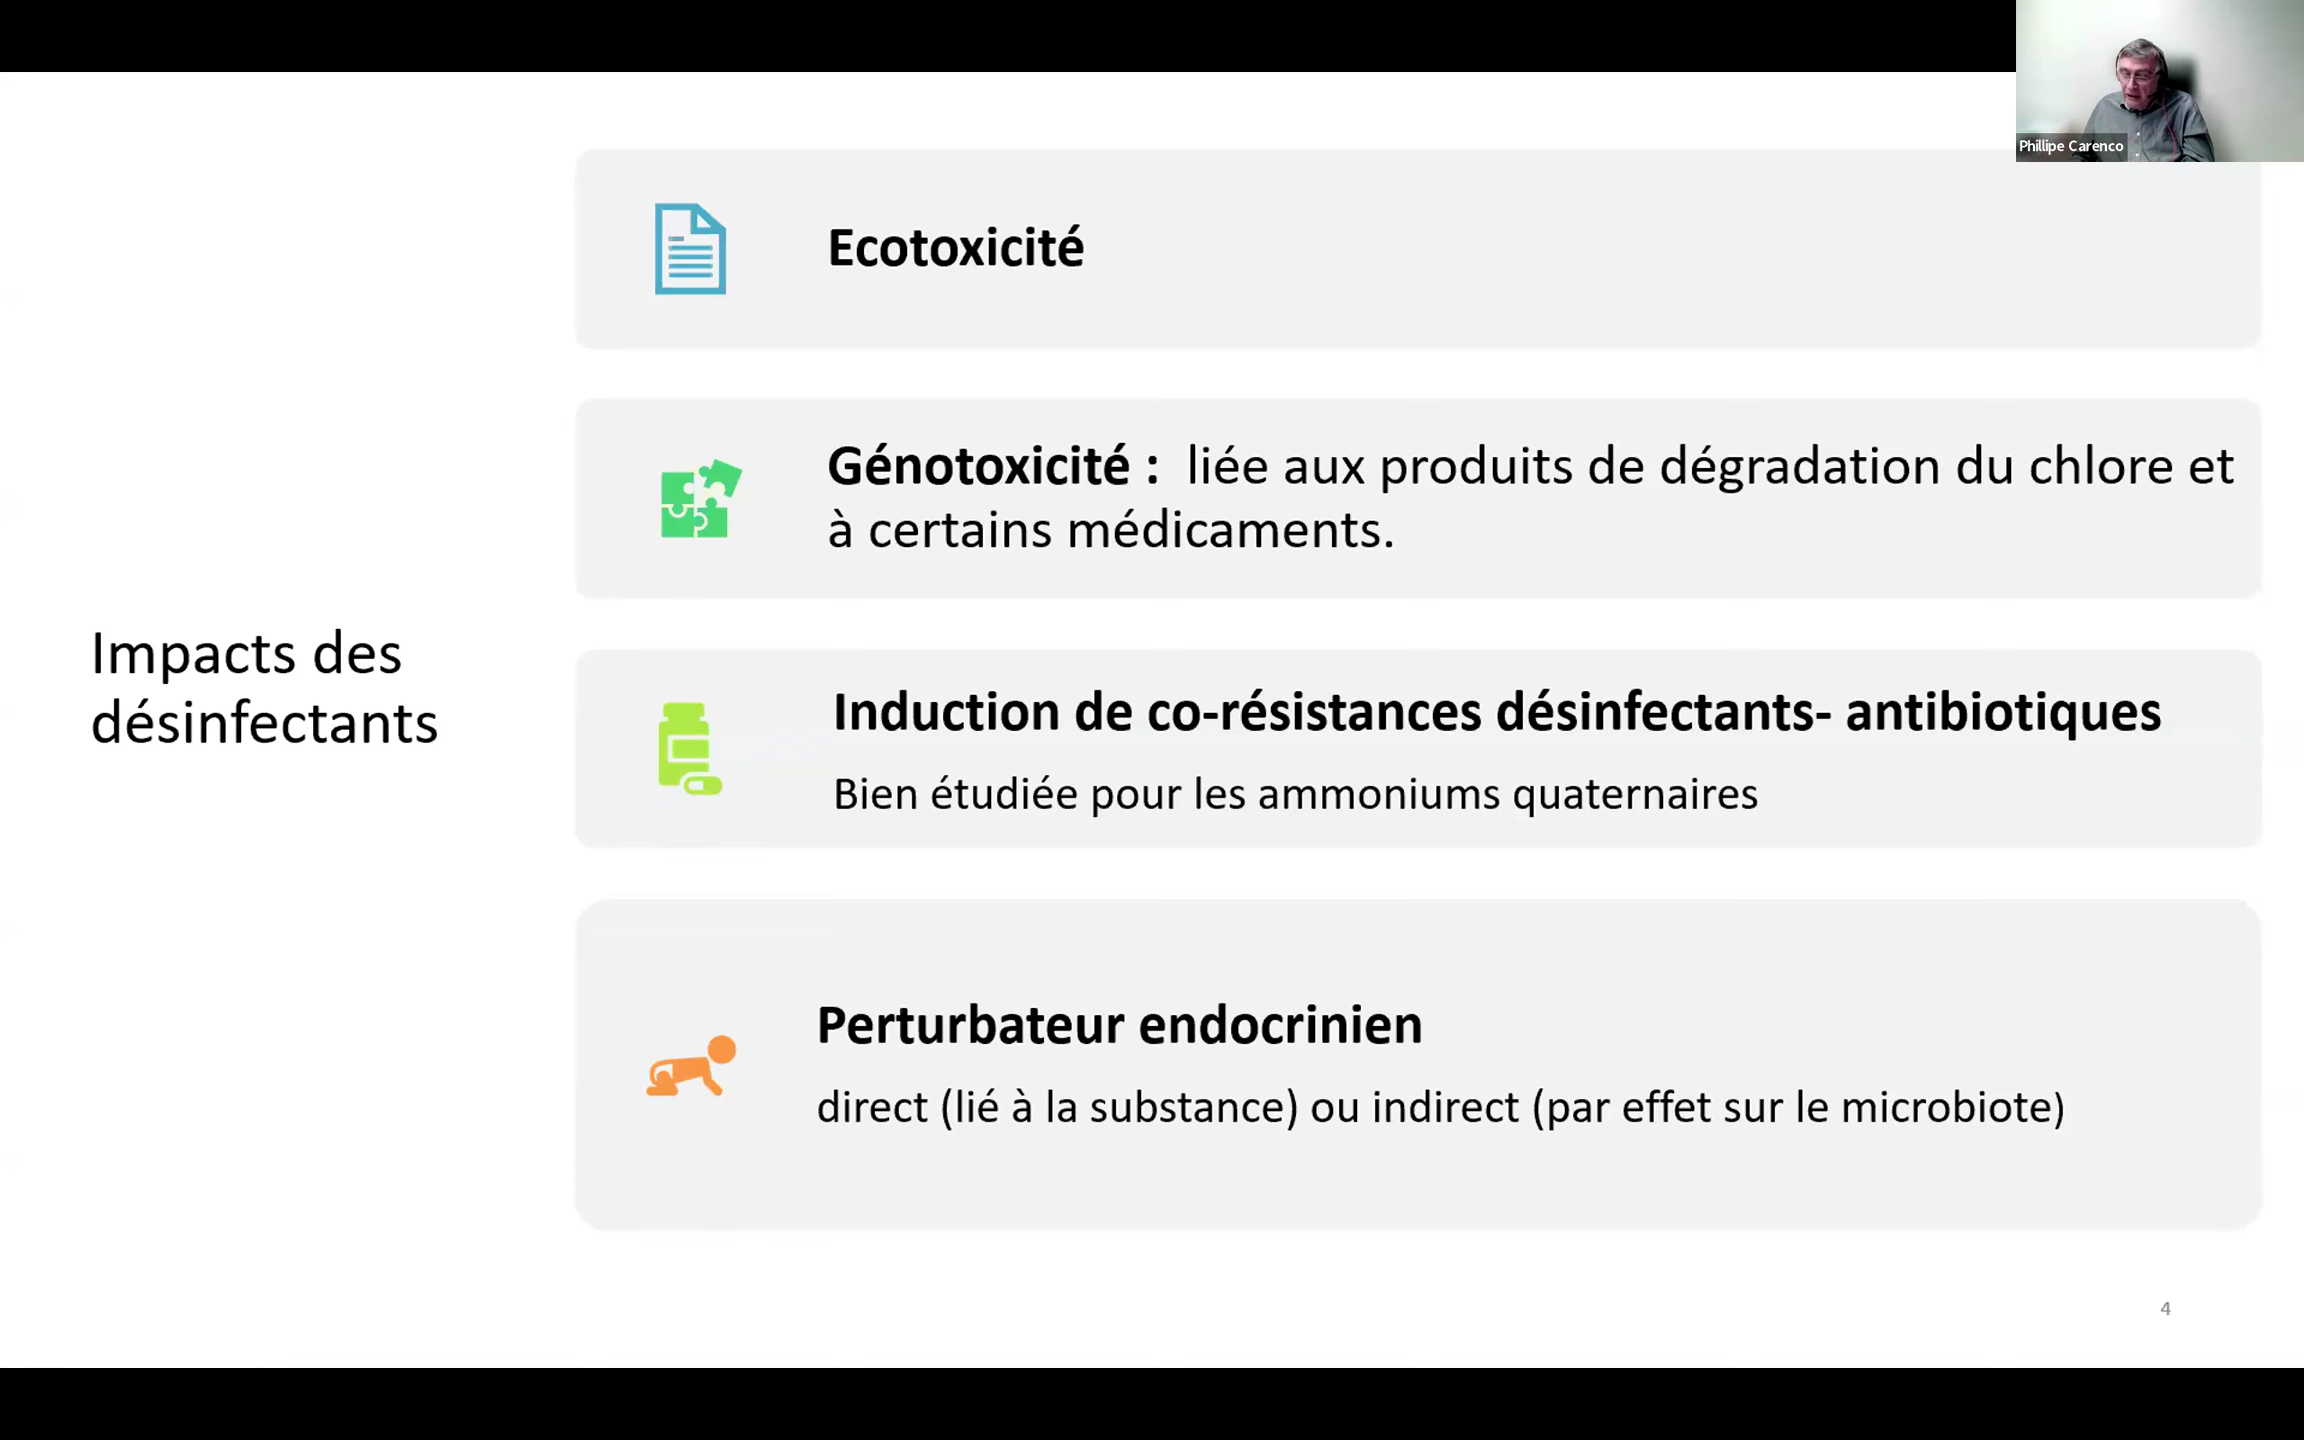 Phillipe Carenco
Ecotoxicité
Génotoxicité : liée aux produits de dégradation du chlore et
à certains médicaments.
Impacts des
désinfectants
Induction de co-résistances désinfectants- antibiotiques
Bien étudiée pour les ammoniums quaternaires
Perturbateur endocrinien
direct (lié à la substance) ou indirect (par effet sur le microbiote)
4